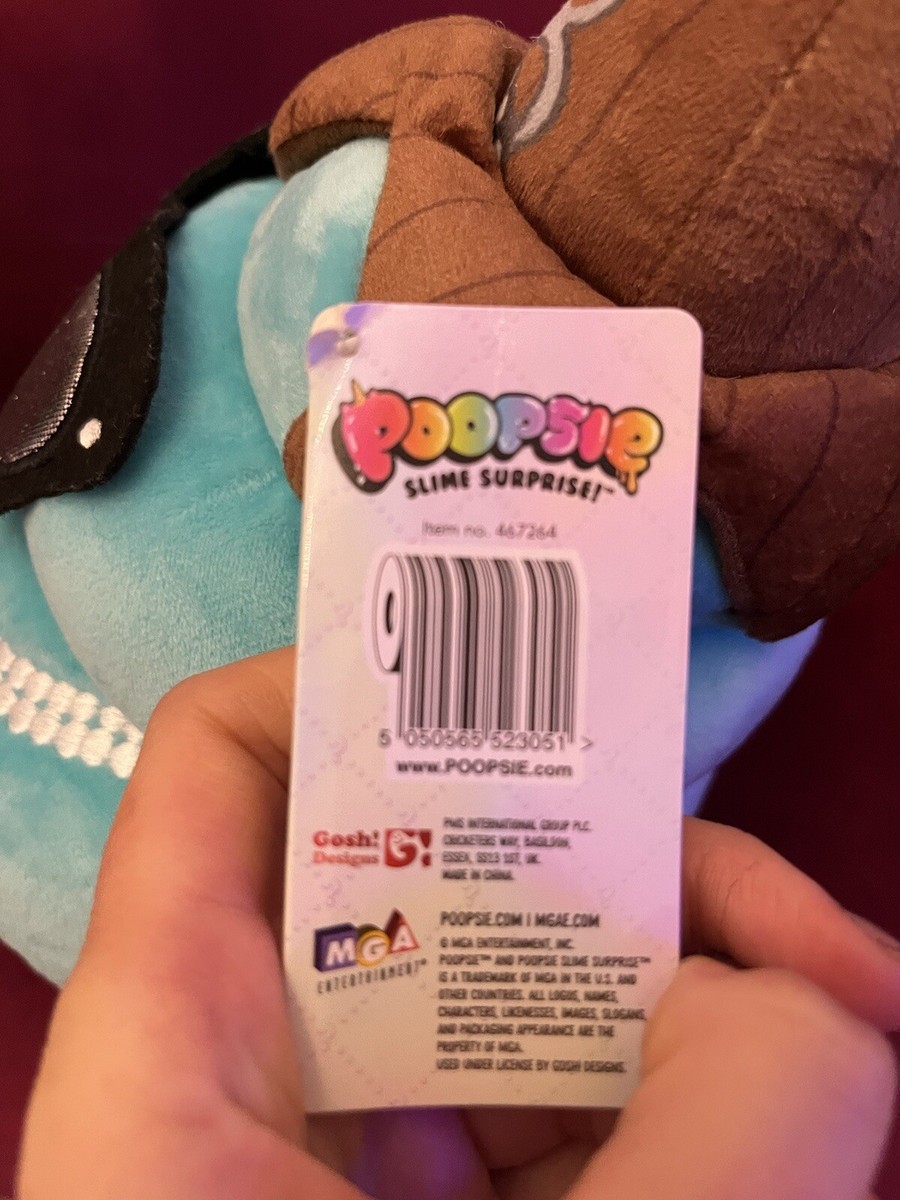 POOPSIE
SLIME SURPRISE!™
Item no. 467264
5 050565 523051 >
www.POOPSIE.com
Gosh!
Designs
G!
PMS INTERNATIONAL GROUP PLC.
CRICKETERS WAY, BASILDON,
ESSEX, SS13 1ST, UK.
MADE IN CHINA.
MGA
ENTERTAINMENT™
POOPSIE.COM I MGAE.COM
© MGA ENTERTAINMENT, INC.
POOPSIE™ AND POOPSIE SLIME SURPRISE™
IS A TRADEMARK OF MGA IN THE U.S. AND
OTHER COUNTRIES. ALL LOGOS, NAMES,
CHARACTERS, LIKENESSES, IMAGES, SLOGANS,
AND PACKAGING APPEARANCE ARE THE
PROPERTY OF MGA.
USED UNDER LICENSE BY GOSH! DESIGNS.